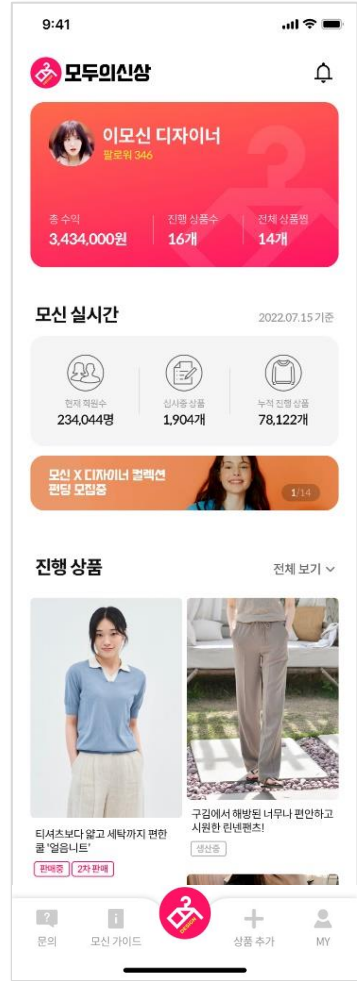 9:41
모두의신상
이모신 디자이너
팔로워 346
총 수익
진행 상품수
전체 상품찜
3,434,000원
16개
14개
모신 실시간
2022.07.15 기준
현재 회원수
심사중 상품
누적 진행 상품
234,044명
1,904개
78,122개
모신 X 디자이너 컬렉션
펀딩 모집중
1/14
진행 상품
전체 보기
티셔츠보다 얇고 세탁까지 편한
쿨 '얼음니트'
판매중
2차 판매
구김에서 해방된 너무나 편안하고
시원한 린넨팬츠!
생산중
문의
모신 가이드
DESIGN
상품 추가
MY